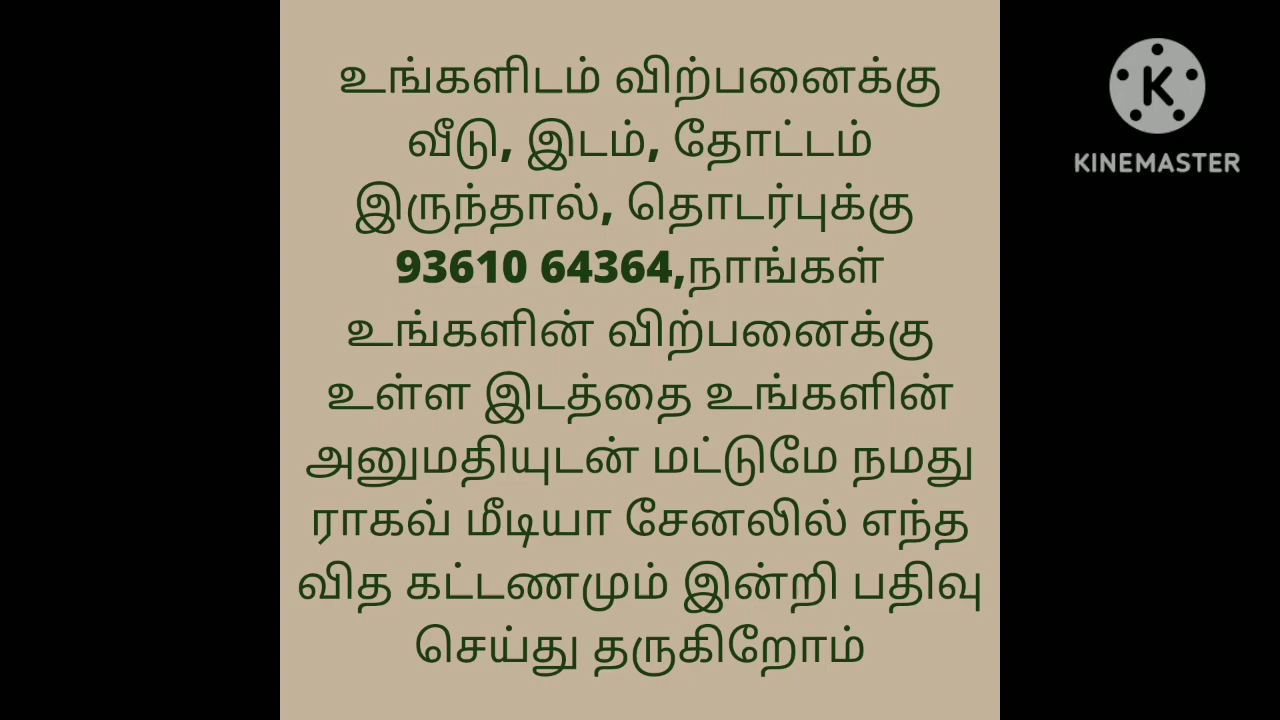 உங்களிடம் விற்பனைக்கு
வீடு, இடம், தோட்டம்
இருந்தால், தொடர்புக்கு
93610 64364,நாங்கள்
உங்களின் விற்பனைக்கு
உள்ள இடத்தை உங்களின்
அனுமதியுடன் மட்டுமே நமது
ராகவ் மீடியா சேனலில் எந்த
வித கட்டணமும் இன்றி பதிவு
செய்து தருகிறோம்
K
KINEMASTER